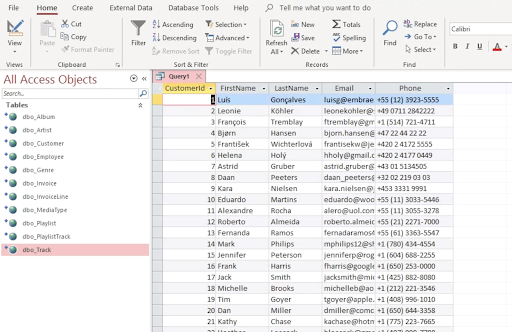 File Home Create External Data Database Tools Help Tell me what you want to do
View Paste Cut Copy Format Painter Filter Ascending Descending Remove Sort Selection Advanced Toggle Filter Refresh All New Save Delete Totals Spelling More Find Replace Go To Select Calibri B I U A
Views Clipboard Sort & Filter Records Find
All Access Objects
Search...
Tables
dbo_Album
dbo_Artist
dbo_Customer
dbo_Employee
dbo_Genre
dbo_Invoice
dbo_InvoiceLine
dbo_MediaType
dbo_Playlist
dbo_PlaylistTrack
dbo_Track
Query1
CustomerId FirstName LastName Email Phone
1 Luís Gonçalves luisg@embrae +55 (12) 3923-5555
2 Leonie Köhler leonekohler@ +49 0711 2842222
3 François Tremblay ftremblay@gm +1 (514) 721-4711
4 Bjørn Hansen bjorn.hansen@ +47 22 44 22 22
5 František Wichterlová frantisekw@je +420 2 4172 5555
6 Helena Holý hholy@gmail.c +420 2 4177 0449
7 Astrid Gruber astrid.gruber@ +43 01 5134505
8 Daan Peeters daan_peeters@ +32 02 219 03 03
9 Kara Nielsen kara.nielsen@j +453 3331 9991
10 Eduardo Martins eduardo@woo +55 (11) 3033-5446
11 Alexandre Rocha alero@uol.com +55 (11) 3055-3278
12 Roberto Almeida roberto.almeic +55 (21) 2271-7000
13 Fernanda Ramos fernadaramos4 +55 (61) 3363-5547
14 Mark Philips mphilips12@sh +1 (780) 434-4554
15 Jennifer Peterson jenniferp@rog +1 (604) 688-2255
16 Frank Harris fharris@google +1 (650) 253-0000
17 Jack Smith jacksmith@mic +1 (425) 882-8080
18 Michelle Brooks michelleb@ao +1 (212) 221-3546
19 Tim Goyer tgoyer@apple. +1 (408) 996-1010
20 Dan Miller dmiller@comc +1 (650) 644-3358
21 Kathy Chase kachase@hotm +1 (775) 223-7665